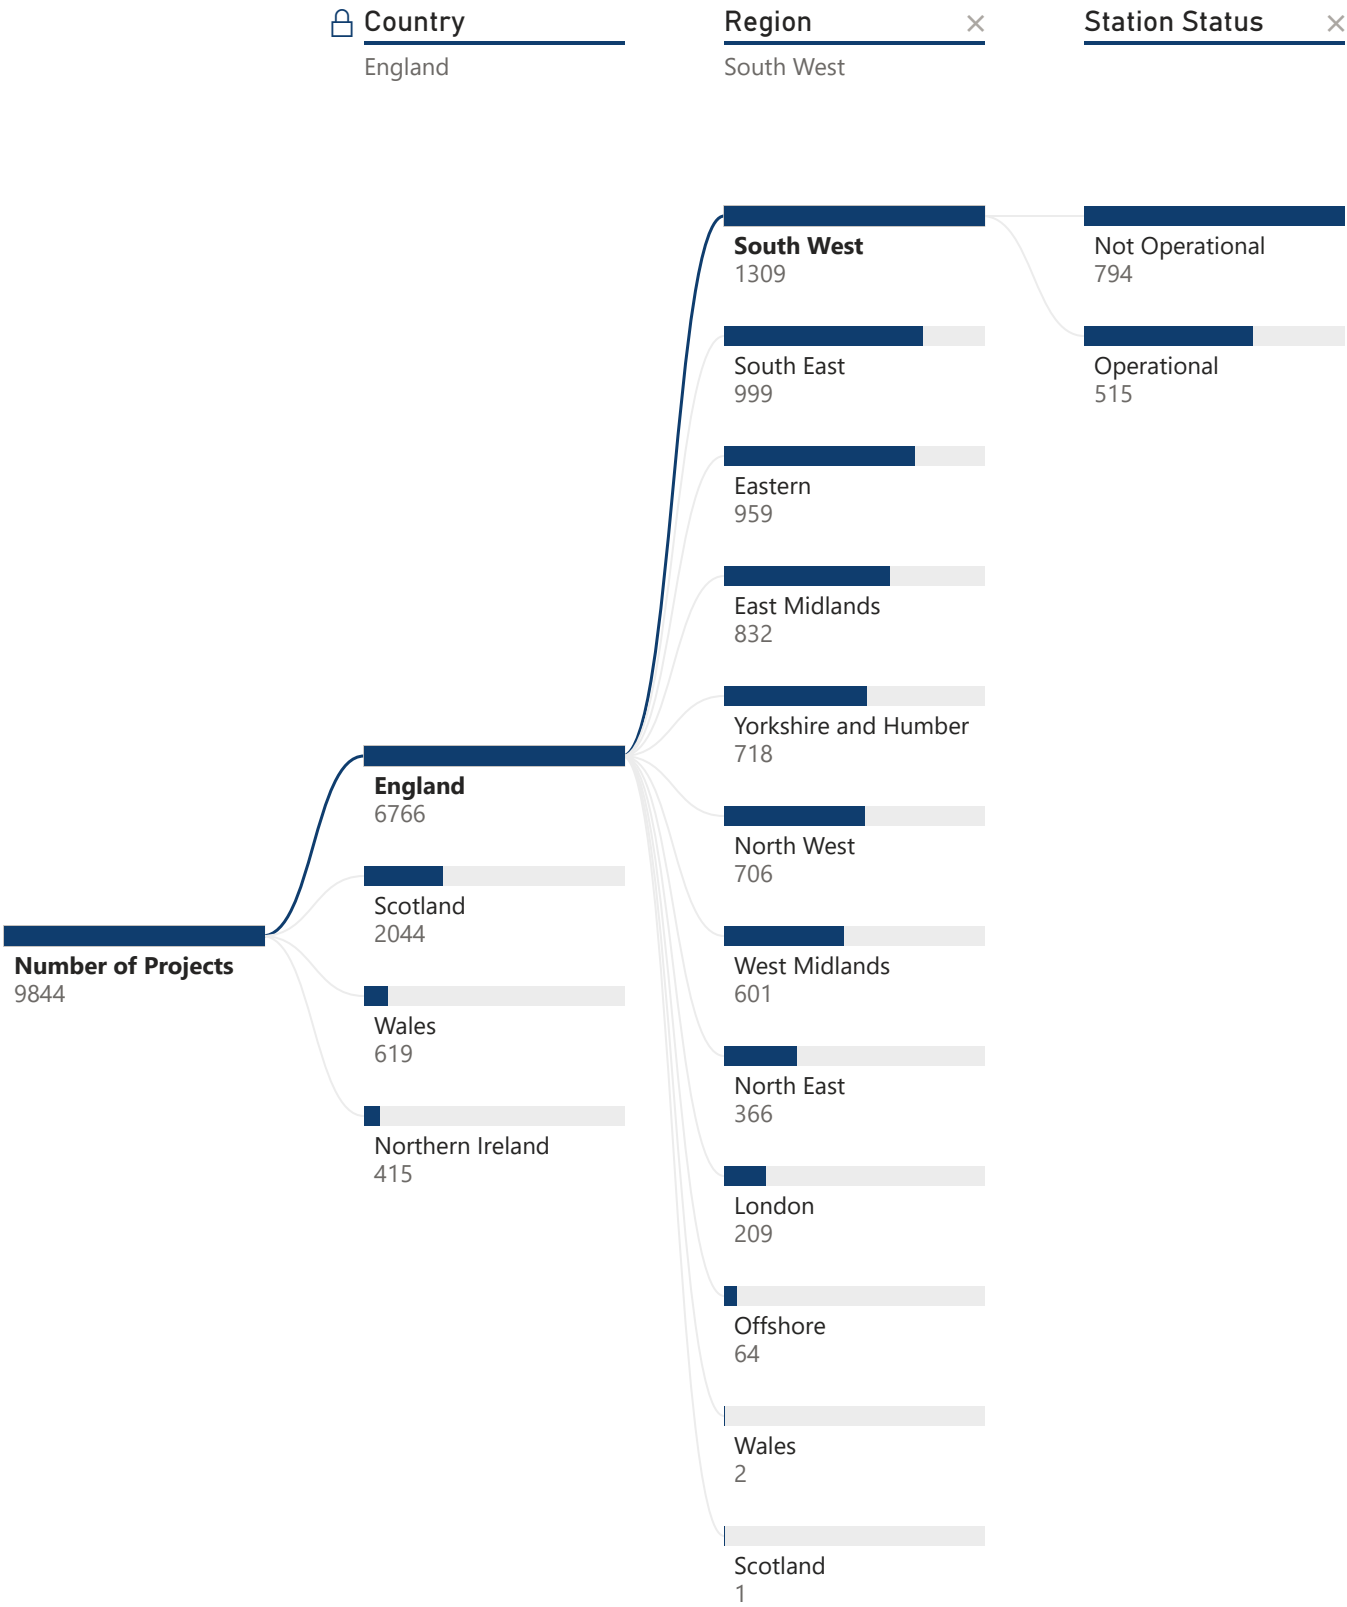 Country
England
Region
South West
Station Status
Number of Projects
9844
England
6766
Scotland
2044
Wales
619
Northern Ireland
415
South West
1309
South East
999
Eastern
959
East Midlands
832
Yorkshire and Humber
718
North West
706
West Midlands
601
North East
366
London
209
Offshore
64
Wales
2
Scotland
1
Not Operational
794
Operational
515